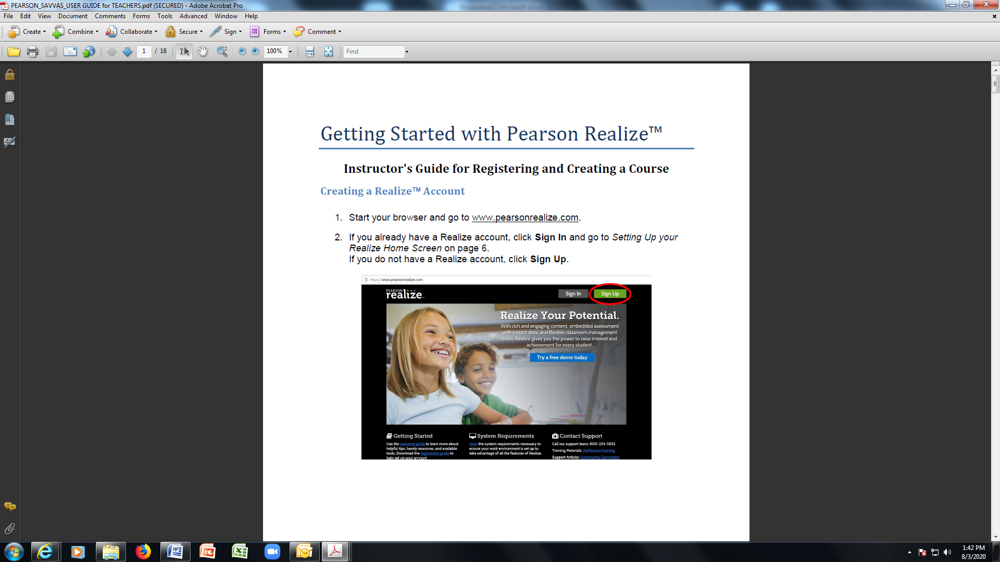 PEARSON_SAVVAS_USER GUIDE for TEACHERS.pdf (SECURED) - Adobe Acrobat Pro
File Edit View Document Comments Forms Tools Advanced Window Help
Create Combine Collaborate Secure Sign Forms Comment
1 / 18 100% Find
Getting Started with Pearson Realize™
Instructor's Guide for Registering and Creating a Course
Creating a Realize™ Account
1. Start your browser and go to www.pearsonrealize.com.
2. If you already have a Realize account, click Sign In and go to Setting Up your
Realize Home Screen on page 6.
If you do not have a Realize account, click Sign Up.
https://www.pearsonrealize.com
PEARSON
realize
Sign In Sign Up
Realize Your Potential.
With rich and engaging content, embedded assessment
with instant data, and flexible classroom management
tools, Realize gives you the power to raise interest and
achievement for every student.
Try a free demo today
Getting Started
Use the welcome guide to learn more about
helpful tips, handy resources, and available
tools. Download the registration guide to
help set up your account
System Requirements
View the system requirements necessary to
ensure your work environment is set up to
take advantage of all the features of Realize.
Contact Support
Call our support team: 800-234-5832
Training Materials: MyPearsonTraining
Support Articles: Community Connection
1:42 PM
8/3/2020